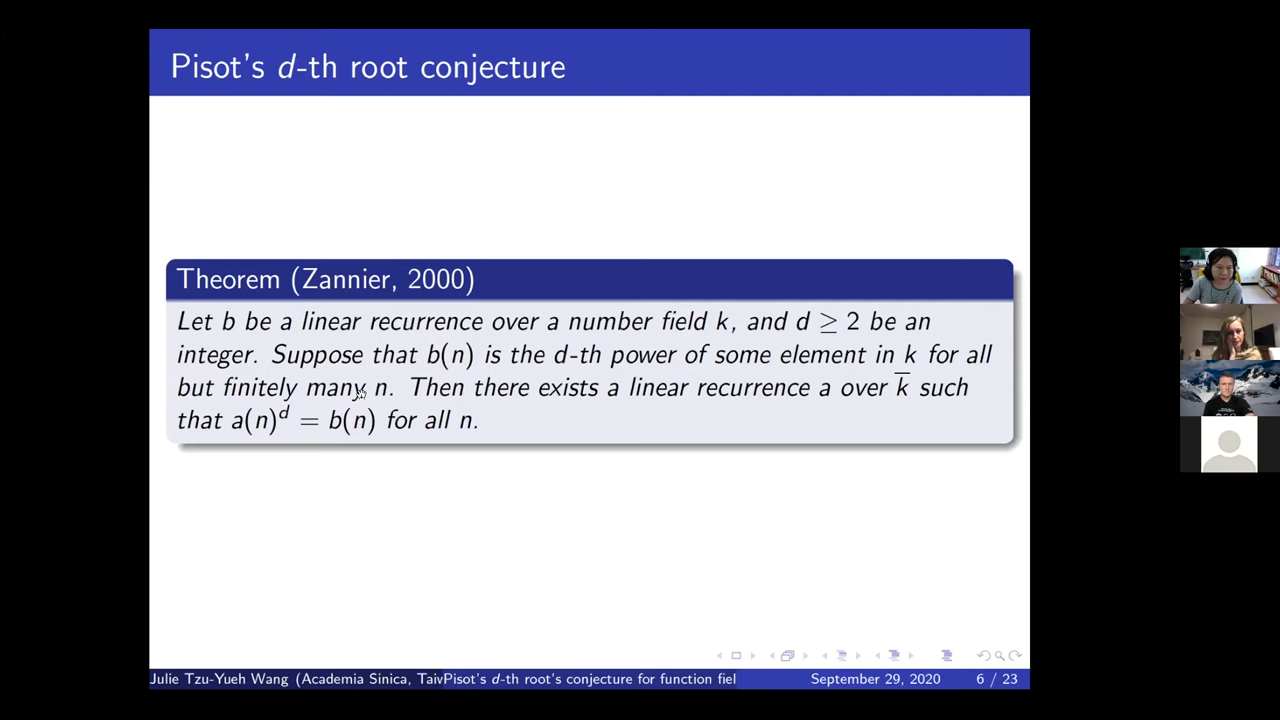 Pisot's d-th root conjecture
Theorem (Zannier, 2000)
Let b be a linear recurrence over a number field k, and d ≥ 2 be an
integer. Suppose that b(n) is the d-th power of some element in k for all
but finitely many n. Then there exists a linear recurrence a over k̅ such
that a(n)ᵈ = b(n) for all n.
Julie Tzu-Yueh Wang (Academia Sinica, Taiv Pisot's d-th root's conjecture for function fiel September 29, 2020 6 / 23